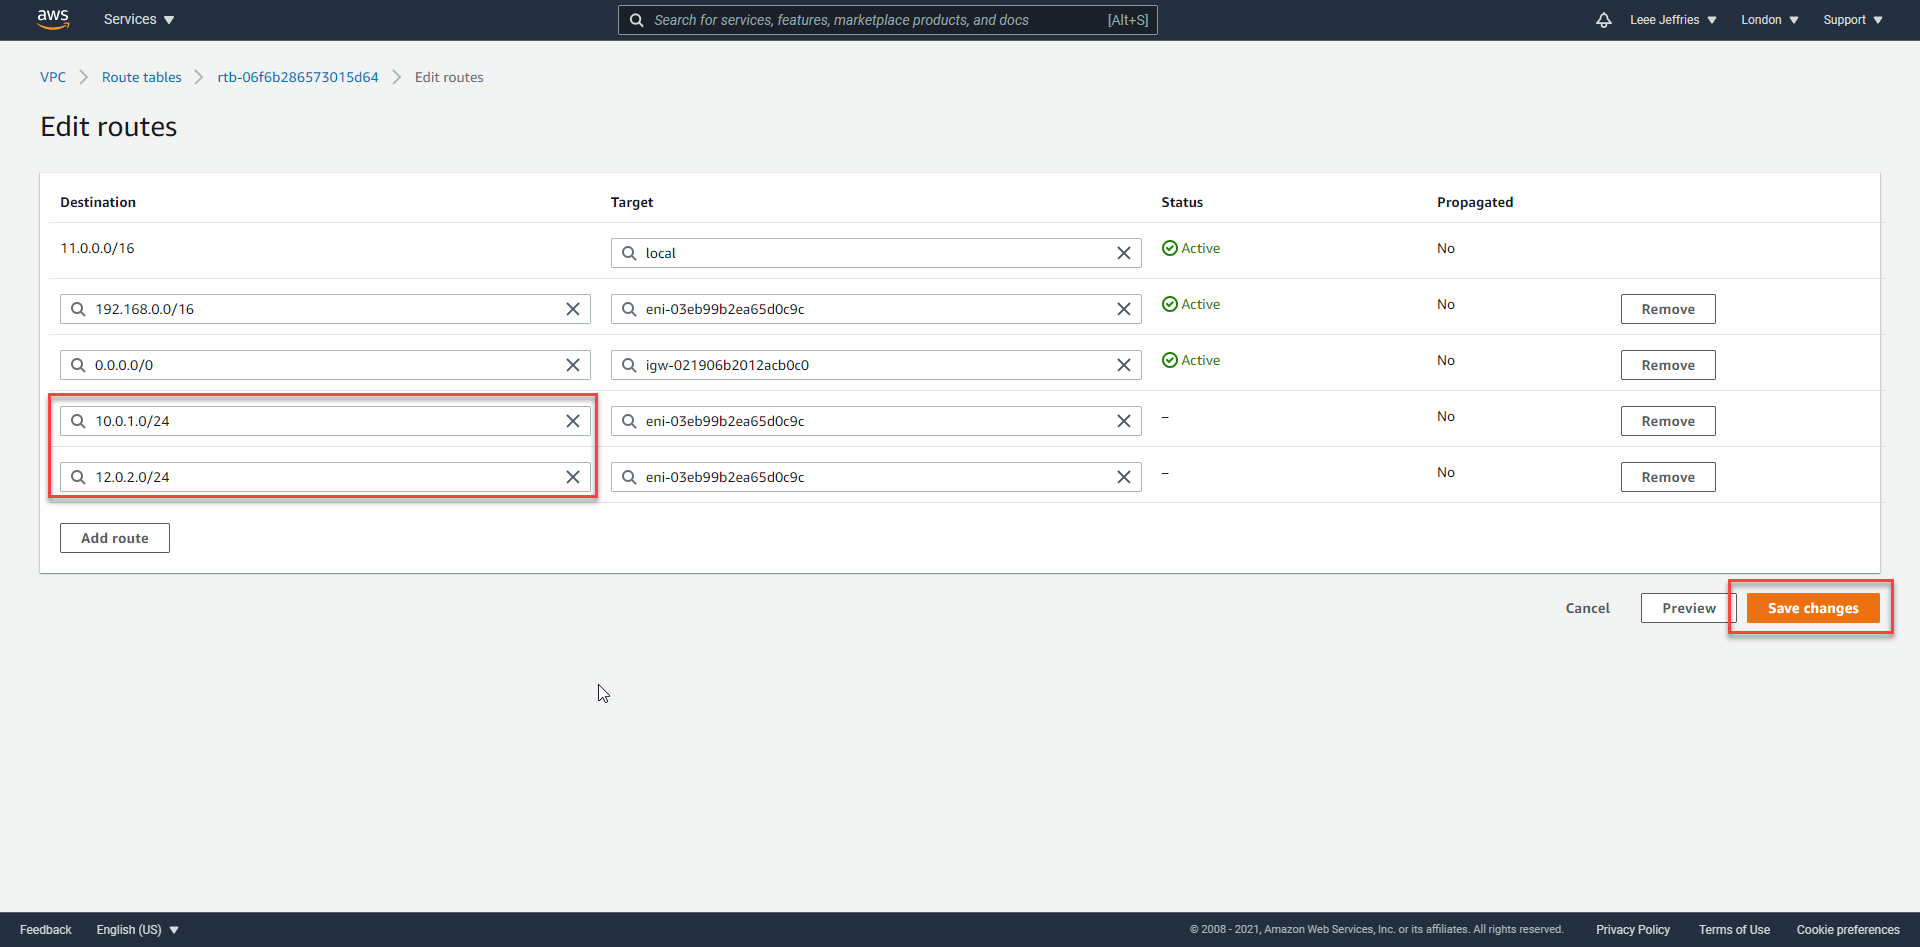 aws
Services
Search for services, features, marketplace products, and docs [Alt+S]
Leee Jeffries
London
Support
VPC > Route tables > rtb-06f6b286573015d64 > Edit routes
Edit routes
Destination Target Status Propagated
11.0.0.0/16 local Active No
192.168.0.0/16 eni-03eb99b2ea65d0c9c Active No Remove
0.0.0.0/0 igw-021906b2012acb0c0 Active No Remove
10.0.1.0/24 eni-03eb99b2ea65d0c9c – No Remove
12.0.2.0/24 eni-03eb99b2ea65d0c9c – No Remove
Add route
Cancel Preview Save changes
Feedback English (US) © 2008 - 2021, Amazon Web Services, Inc. or its affiliates. All rights reserved. Privacy Policy Terms of Use Cookie preferences